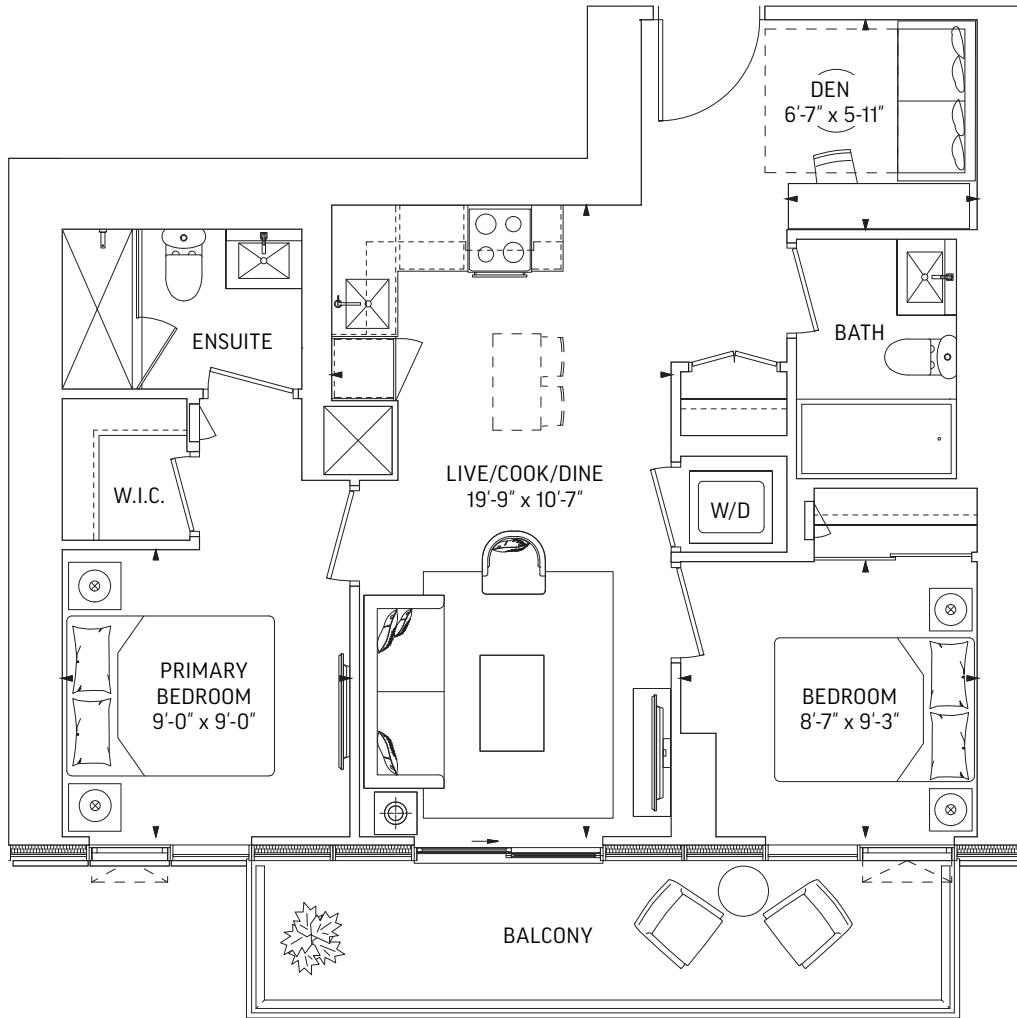 DEN
6'-7" x 5-11"
ENSUITE
BATH
W.I.C.
LIVE/COOK/DINE
19'-9" x 10'-7"
W/D
PRIMARY
BEDROOM
9'-0" x 9'-0"
BEDROOM
8'-7" x 9'-3"
BALCONY